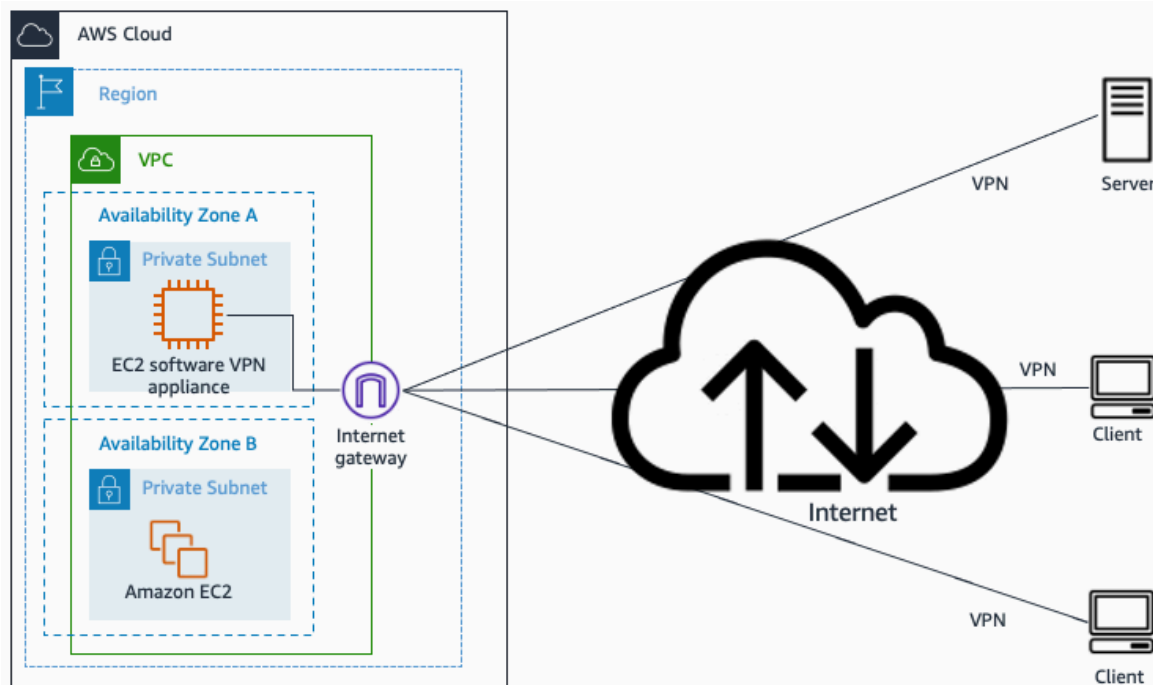 AWS Cloud
Region
VPC
Availability Zone A
Private Subnet
EC2 software VPN
appliance
Internet
gateway
Availability Zone B
Private Subnet
Amazon EC2
Internet
VPN
Server
VPN
Client
VPN
Client